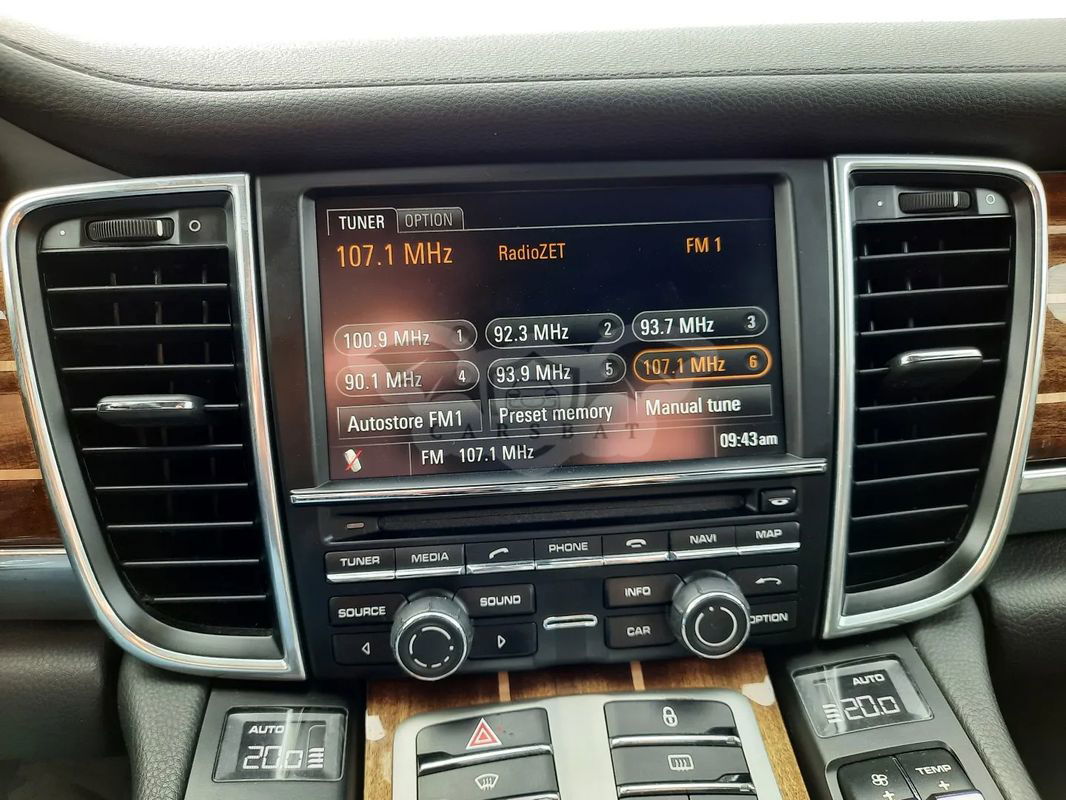 TUNER OPTION
107.1 MHz RadioZET FM 1
100.9 MHz 1 92.3 MHz 2 93.7 MHz 3
90.1 MHz 4 93.9 MHz 5 107.1 MHz 6
Autostore FM1 Preset memory Manual tune
CARSBAT
FM 107.1 MHz 09:43am
TUNER MEDIA PHONE NAVI MAP
SOURCE SOUND INFO
CAR OPTION
AUTO
20.0
AUTO
20.0
TEMP
+ +